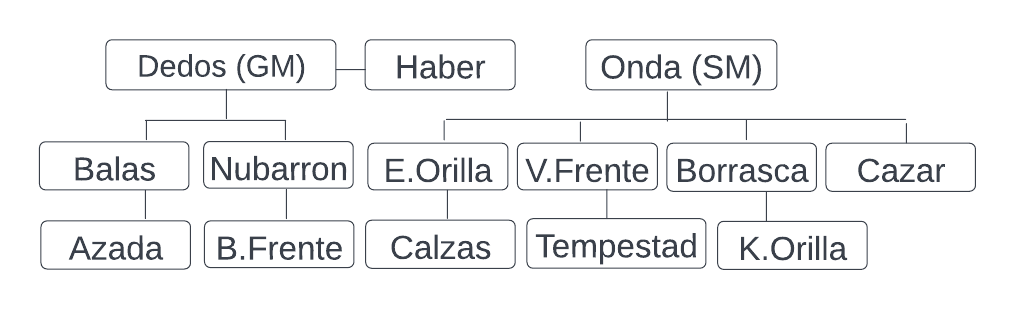 Dedos (GM)
Haber
Onda (SM)
Balas
Nubarron
E.Orilla
V.Frente
Borrasca
Cazar
Azada
B.Frente
Calzas
Tempestad
K.Orilla